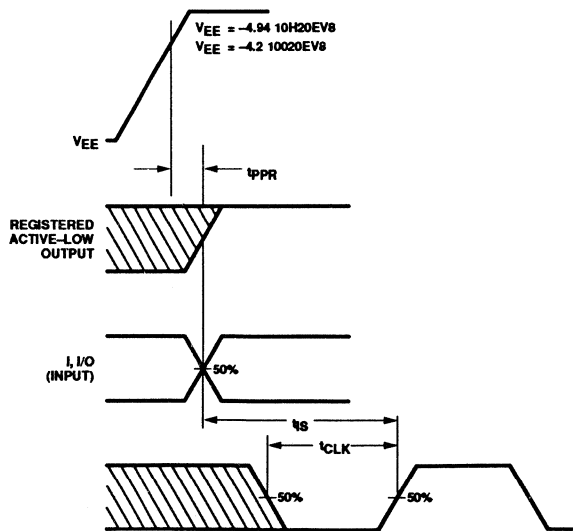 VEE = –4.94 10H20EV8
VEE = –4.2 10020EV8
VEE
tPPR
REGISTERED
ACTIVE–LOW
OUTPUT
I, I/O
(INPUT)
50%
tIS
tCLK
50%
50%